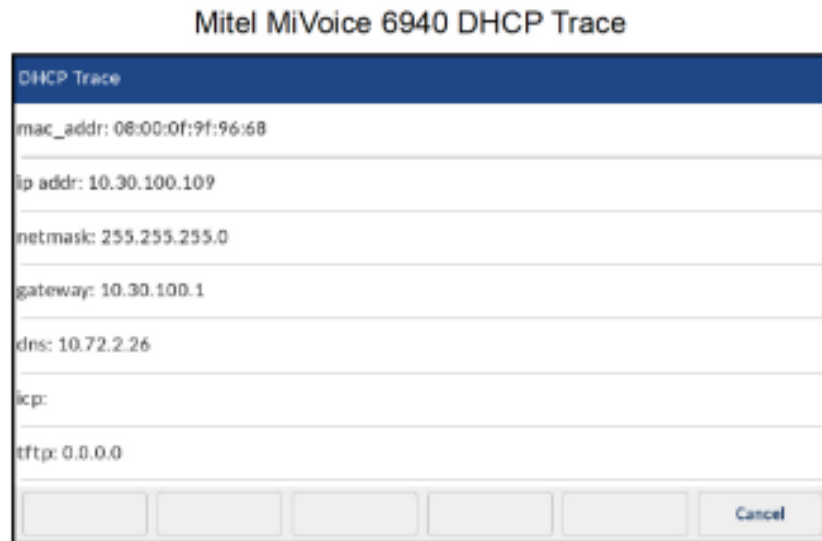 Mitel MiVoice 6940 DHCP Trace
DHCP Trace
mac_addr: 08:00:0f:9f:96:68
ip addr: 10.30.100.109
netmask: 255.255.255.0
gateway: 10.30.100.1
dns: 10.72.2.26
icp:
tftp: 0.0.0.0
Cancel